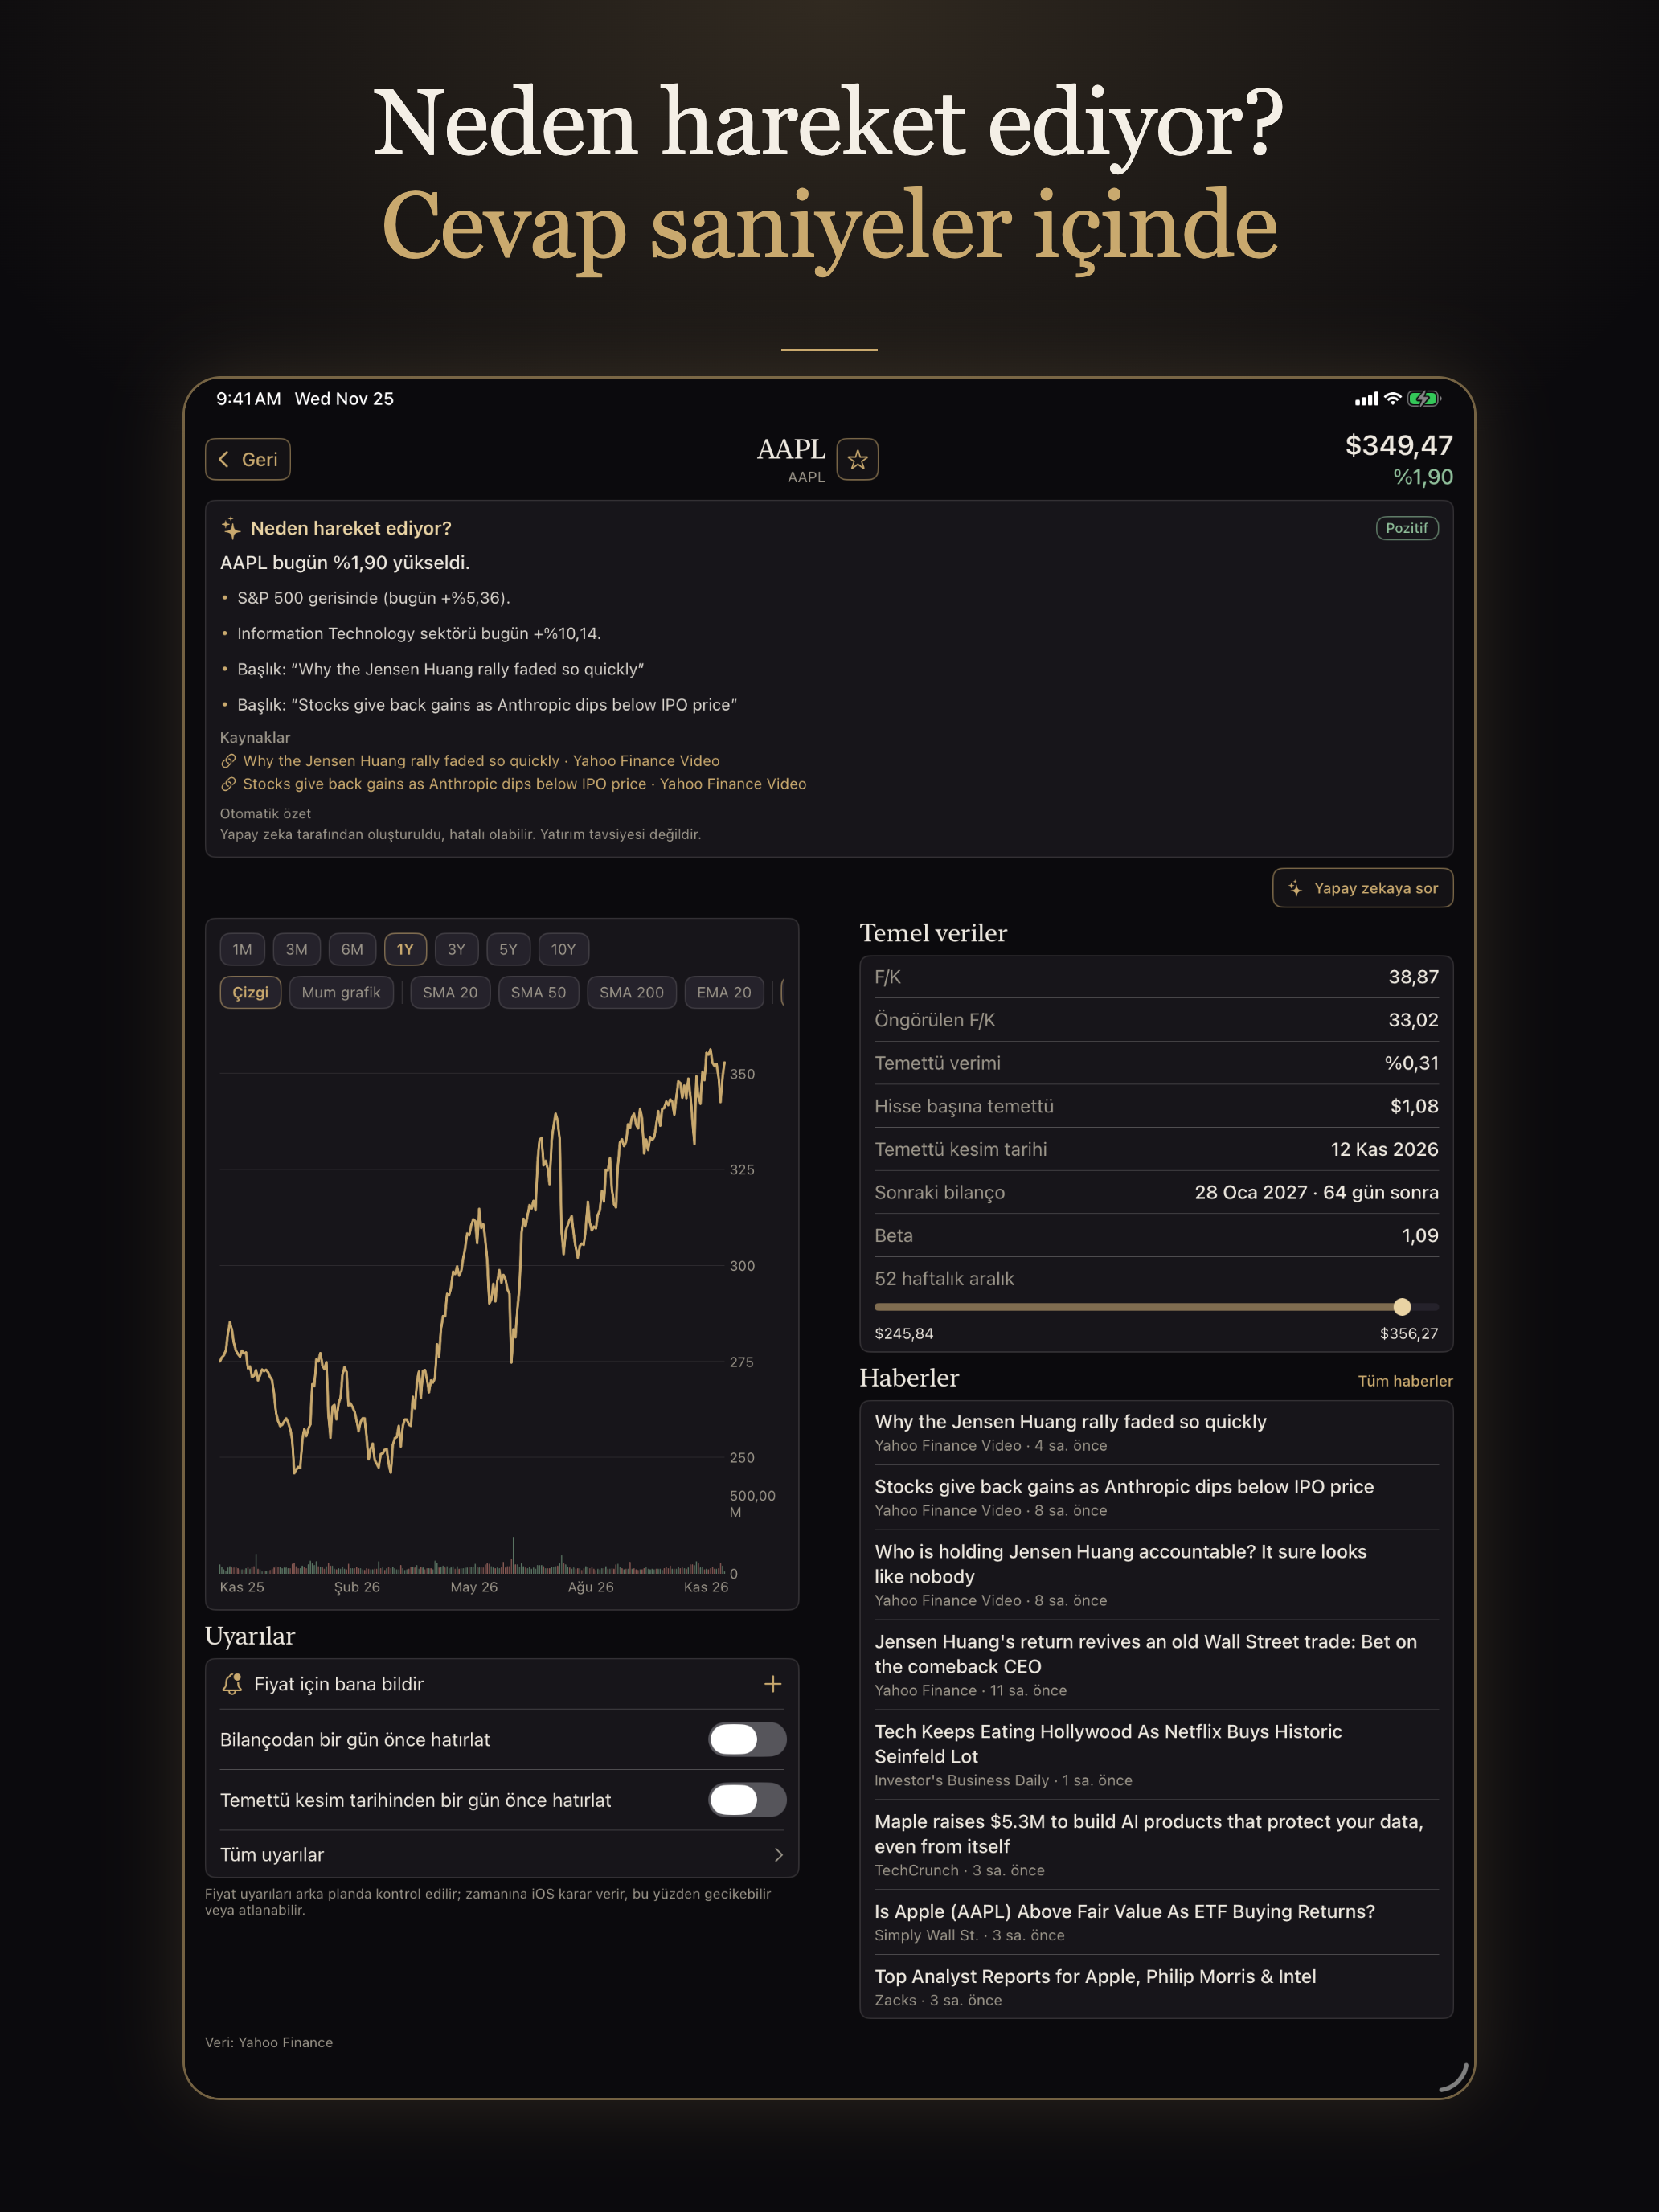 Neden hareket ediyor?
Cevap saniyeler içinde
9:41 AM Wed Nov 25
Geri
AAPL
AAPL
$349,47
%1,90
Neden hareket ediyor?
Pozitif
AAPL bugün %1,90 yükseldi.
• S&P 500 gerisinde (bugün +%5,36).
• Information Technology sektörü bugün +%10,14.
• Başlık: “Why the Jensen Huang rally faded so quickly”
• Başlık: “Stocks give back gains as Anthropic dips below IPO price”
Kaynaklar
Why the Jensen Huang rally faded so quickly · Yahoo Finance Video
Stocks give back gains as Anthropic dips below IPO price · Yahoo Finance Video
Otomatik özet
Yapay zeka tarafından oluşturuldu, hatalı olabilir. Yatırım tavsiyesi değildir.
Yapay zekaya sor
1M 3M 6M 1Y 3Y 5Y 10Y
Çizgi Mum grafik SMA 20 SMA 50 SMA 200 EMA 20
350
325
300
275
250
500,00
M
0
Kas 25 Şub 26 May 26 Ağu 26 Kas 26
Uyarılar
Fiyat için bana bildir
Bilançodan bir gün önce hatırlat
Temettü kesim tarihinden bir gün önce hatırlat
Tüm uyarılar
Fiyat uyarıları arka planda kontrol edilir; zamanına iOS karar verir, bu yüzden gecikebilir
veya atlanabilir.
Temel veriler
F/K 38,87
Öngörülen F/K 33,02
Temettü verimi %0,31
Hisse başına temettü $1,08
Temettü kesim tarihi 12 Kas 2026
Sonraki bilanço 28 Oca 2027 · 64 gün sonra
Beta 1,09
52 haftalık aralık
$245,84 $356,27
Haberler
Tüm haberler
Why the Jensen Huang rally faded so quickly
Yahoo Finance Video · 4 sa. önce
Stocks give back gains as Anthropic dips below IPO price
Yahoo Finance Video · 8 sa. önce
Who is holding Jensen Huang accountable? It sure looks
like nobody
Yahoo Finance Video · 8 sa. önce
Jensen Huang's return revives an old Wall Street trade: Bet on
the comeback CEO
Yahoo Finance · 11 sa. önce
Tech Keeps Eating Hollywood As Netflix Buys Historic
Seinfeld Lot
Investor's Business Daily · 1 sa. önce
Maple raises $5.3M to build AI products that protect your data,
even from itself
TechCrunch · 3 sa. önce
Is Apple (AAPL) Above Fair Value As ETF Buying Returns?
Simply Wall St. · 3 sa. önce
Top Analyst Reports for Apple, Philip Morris & Intel
Zacks · 3 sa. önce
Veri: Yahoo Finance